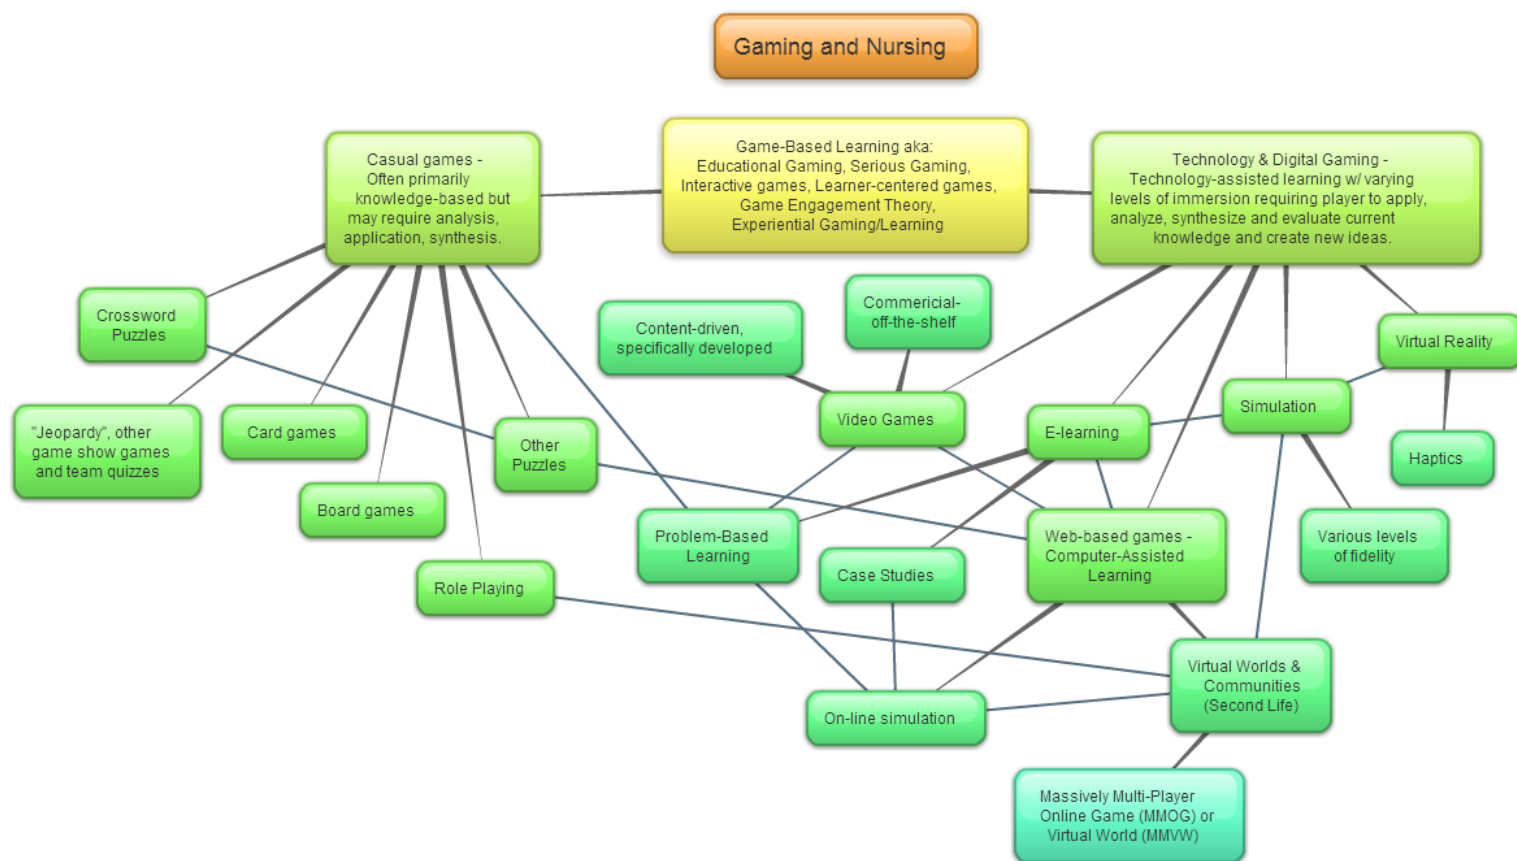 Gaming and Nursing
Casual games -
Often primarily
knowledge-based but
may require analysis,
application, synthesis.
Game-Based Learning aka:
Educational Gaming, Serious Gaming,
Interactive games, Learner-centered games,
Game Engagement Theory,
Experiential Gaming/Learning
Technology & Digital Gaming -
Technology-assisted learning w/ varying
levels of immersion requiring player to apply,
analyze, synthesize and evaluate current
knowledge and create new ideas.
Crossword
Puzzles
Content-driven,
specifically developed
Commericial-
off-the-shelf
Virtual Reality
"Jeopardy", other
game show games
and team quizzes
Card games
Other
Puzzles
Video Games
E-learning
Simulation
Haptics
Board games
Problem-Based
Learning
Web-based games -
Computer-Assisted
Learning
Various levels
of fidelity
Role Playing
Case Studies
Virtual Worlds &
Communities
(Second Life)
On-line simulation
Massively Multi-Player
Online Game (MMOG) or
Virtual World (MMVW)